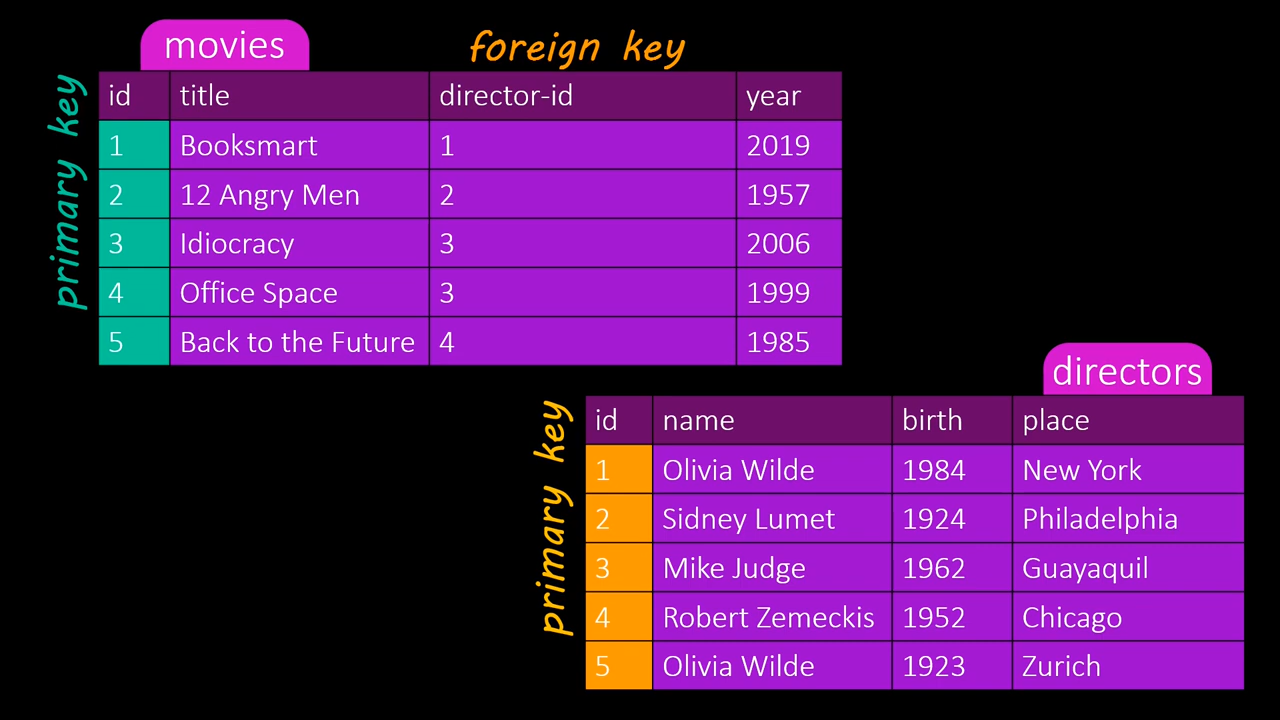 movies
foreign key
primary key
id title director-id year
1 Booksmart 1 2019
2 12 Angry Men 2 1957
3 Idiocracy 3 2006
4 Office Space 3 1999
5 Back to the Future 4 1985
directors
primary key
id name birth place
1 Olivia Wilde 1984 New York
2 Sidney Lumet 1924 Philadelphia
3 Mike Judge 1962 Guayaquil
4 Robert Zemeckis 1952 Chicago
5 Olivia Wilde 1923 Zurich